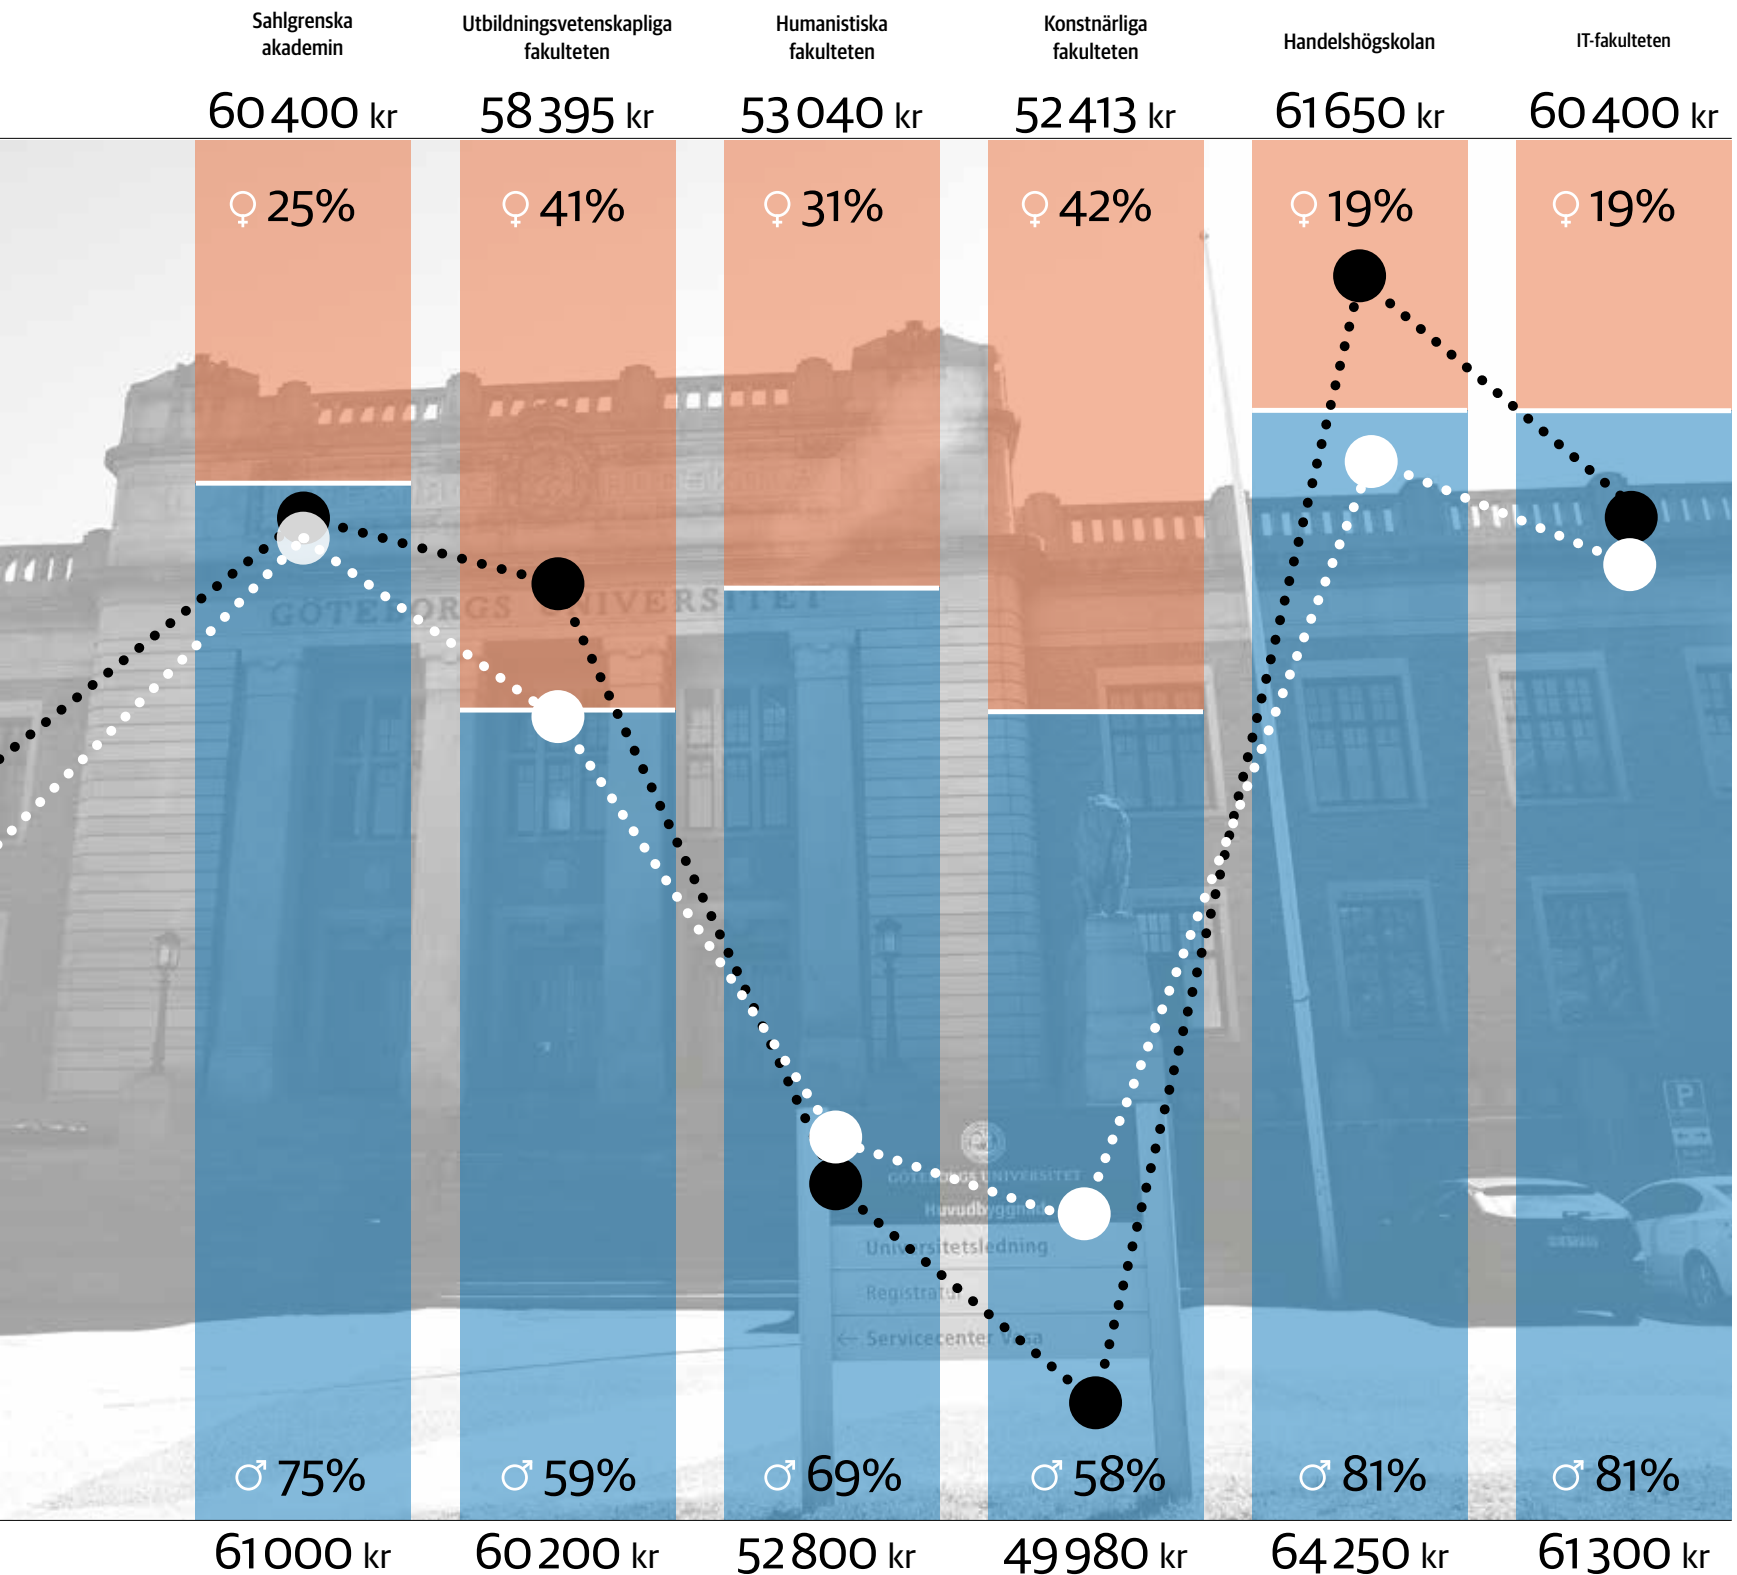 Sahlgrenska
akademin
Utbildningsvetenskapliga
fakulteten
Humanistiska
fakulteten
Konstnärliga
fakulteten
Handelshögskolan
IT-fakulteten
60 400 kr
58 395 kr
53 040 kr
52 413 kr
61 650 kr
60 400 kr
♀ 25%
♀ 41%
♀ 31%
♀ 42%
♀ 19%
♀ 19%
GÖTEBORGS UNIVERSITET
P
GÖTEBORGS UNIVERSITET
Huvudbyggnad
Universitetsledning
Registratur
← Servicecenter Vasa
♂ 75%
♂ 59%
♂ 69%
♂ 58%
♂ 81%
♂ 81%
61 000 kr
60 200 kr
52 800 kr
49 980 kr
64 250 kr
61 300 kr